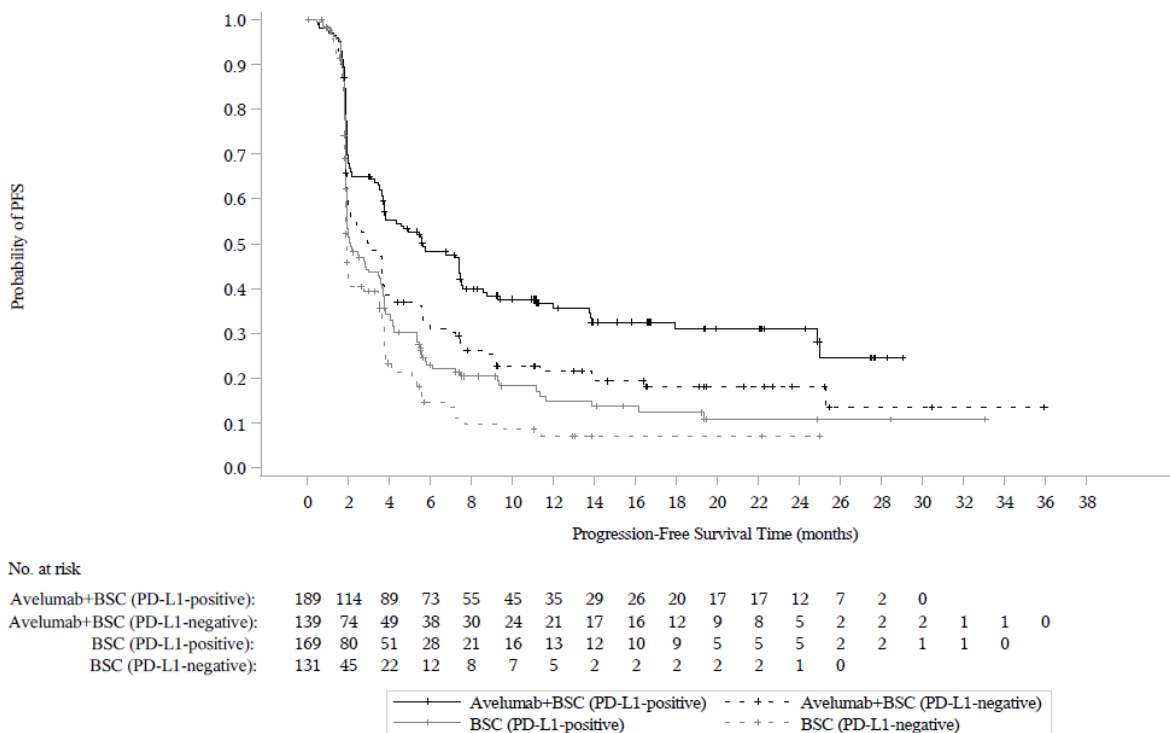 1.0
0.9
0.8
0.7
0.6
0.5
0.4
0.3
0.2
0.1
0.0
Probability of PFS
0 2 4 6 8 10 12 14 16 18 20 22 24 26 28 30 32 34 36 38
Progression-Free Survival Time (months)
No. at risk
Avelumab+BSC (PD-L1-positive): 189 114 89 73 55 45 35 29 26 20 17 17 12 7 2 0
Avelumab+BSC (PD-L1-negative): 139 74 49 38 30 24 21 17 16 12 9 8 5 2 2 2 1 1 0
BSC (PD-L1-positive): 169 80 51 28 21 16 13 12 10 9 5 5 5 2 2 1 1 0
BSC (PD-L1-negative): 131 45 22 12 8 7 5 2 2 2 2 2 1 0
Avelumab+BSC (PD-L1-positive) Avelumab+BSC (PD-L1-negative)
BSC (PD-L1-positive) BSC (PD-L1-negative)